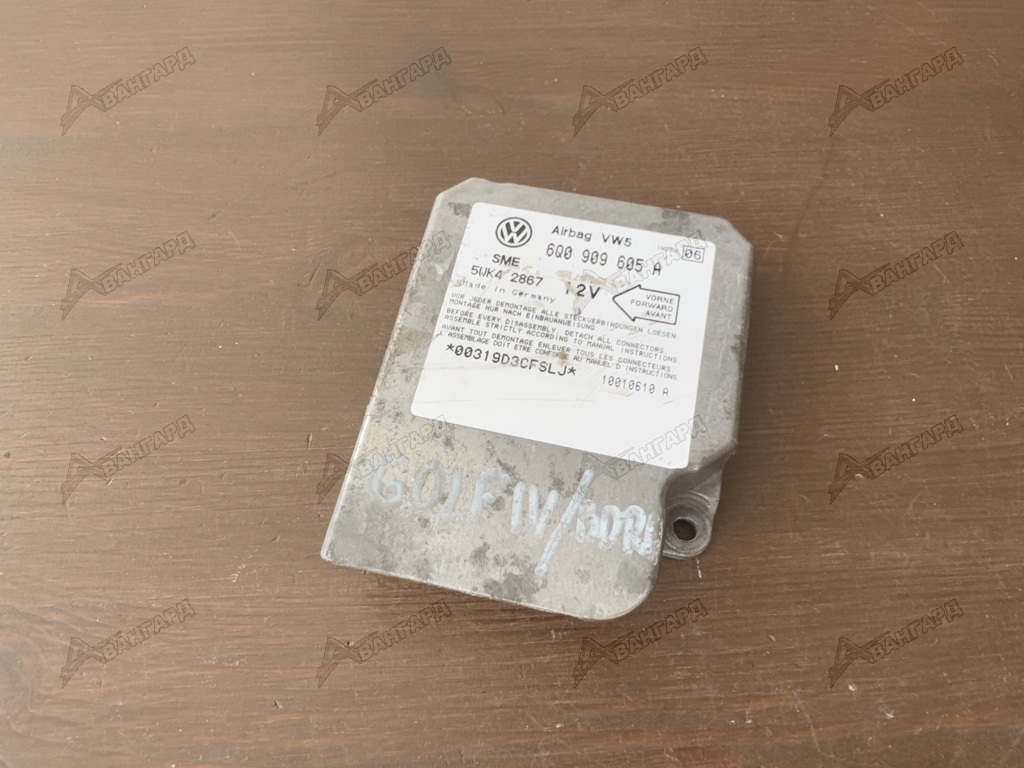 Airbag VW5
6Q0 909 605 A
06
SME
5WK4 2867 12V
Made in Germany
VORNE
FORWARD
AVANT
VOR JEDER DEMONTAGE ALLE STECKVERBINDUNGEN LOESEN
MONTAGE NUR NACH EINBAUANWEISUNG
BEFORE EVERY DISASSEMBLY, DETACH ALL CONNECTORS
ASSEMBLE STRICTLY ACCORDING TO MANUAL INSTRUCTIONS.
AVANT TOUT DEMONTAGE ENLEVER TOUS LES CONNECTEURS
L'ASSEMBLAGE DOIT ETRE CONFORME AU MANUEL D'INSTRUCTIONS
*00319D3CFSLJ*
10010610 A
GOLF IV/
АВАНГАРД